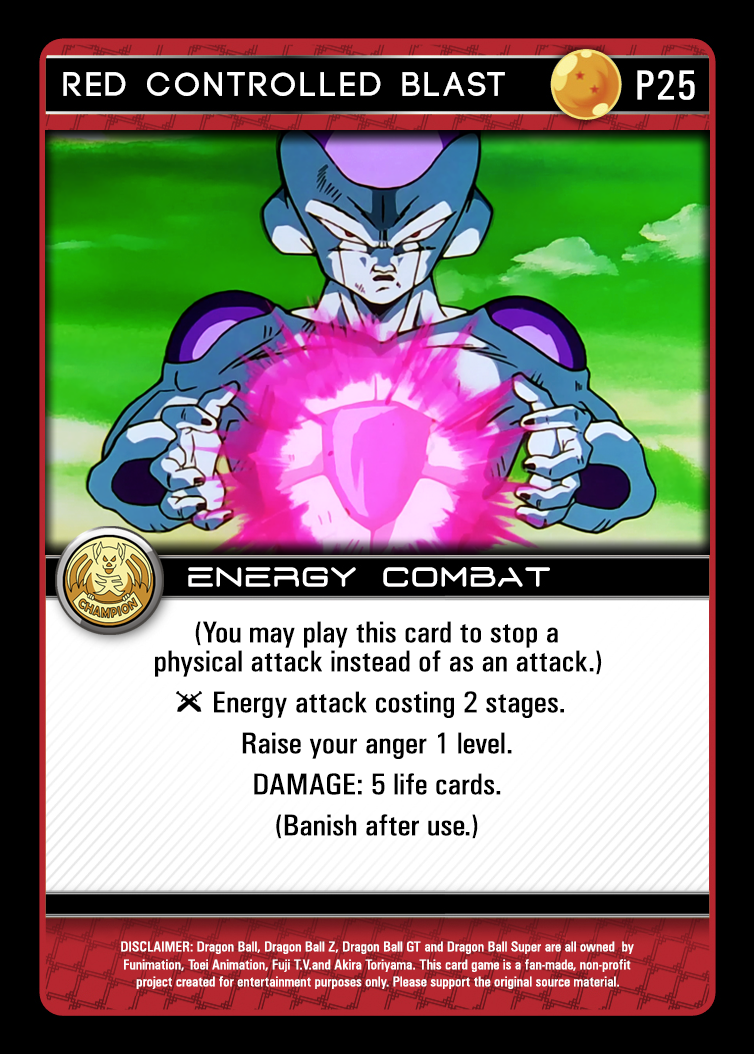 RED CONTROLLED BLAST P25
CHAMPION
ENERGY COMBAT
(You may play this card to stop a
physical attack instead of as an attack.)
Energy attack costing 2 stages.
Raise your anger 1 level.
DAMAGE: 5 life cards.
(Banish after use.)
DISCLAIMER: Dragon Ball, Dragon Ball Z, Dragon Ball GT and Dragon Ball Super are all owned by
Funimation, Toei Animation, Fuji T.V.and Akira Toriyama. This card game is a fan-made, non-profit
project created for entertainment purposes only. Please support the original source material.